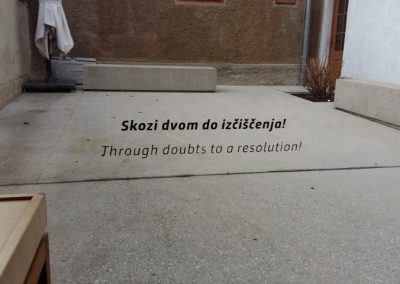 Skozi dvom do izčiščenja!
Through doubts to a resolution!